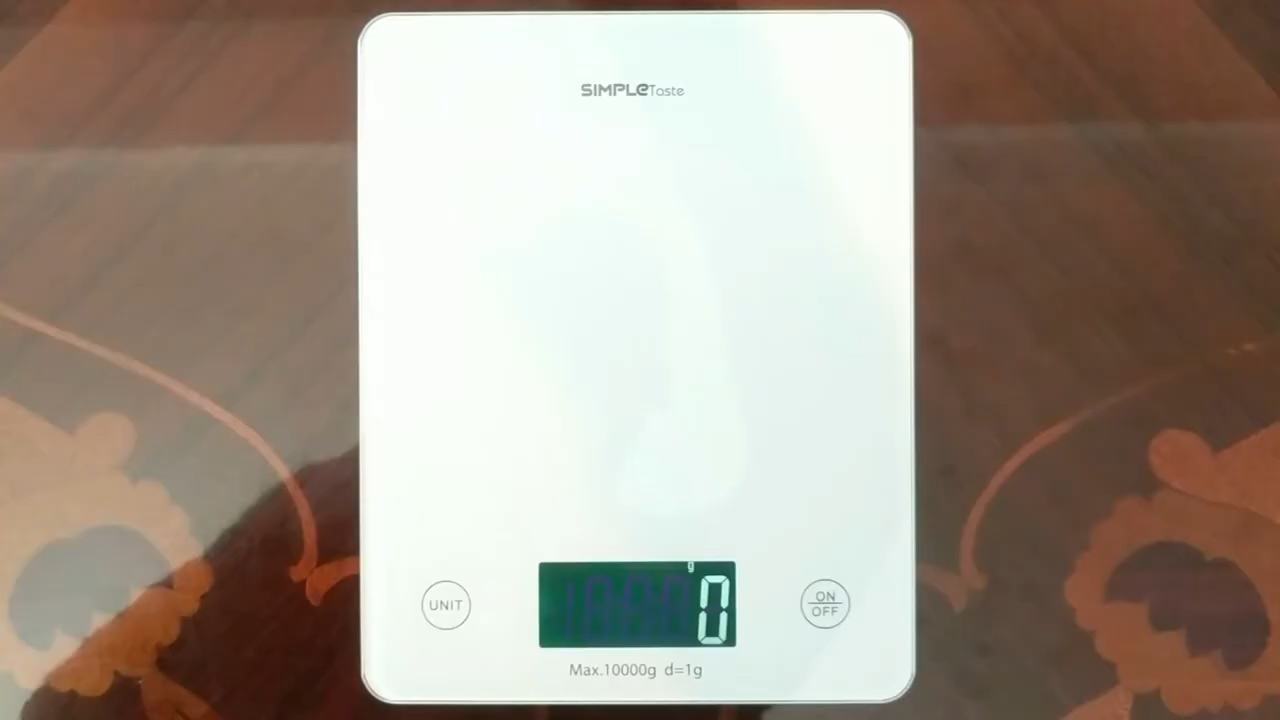 SIMPLeTaste
g
0
UNIT
ON
OFF
Max.10000g d=1g